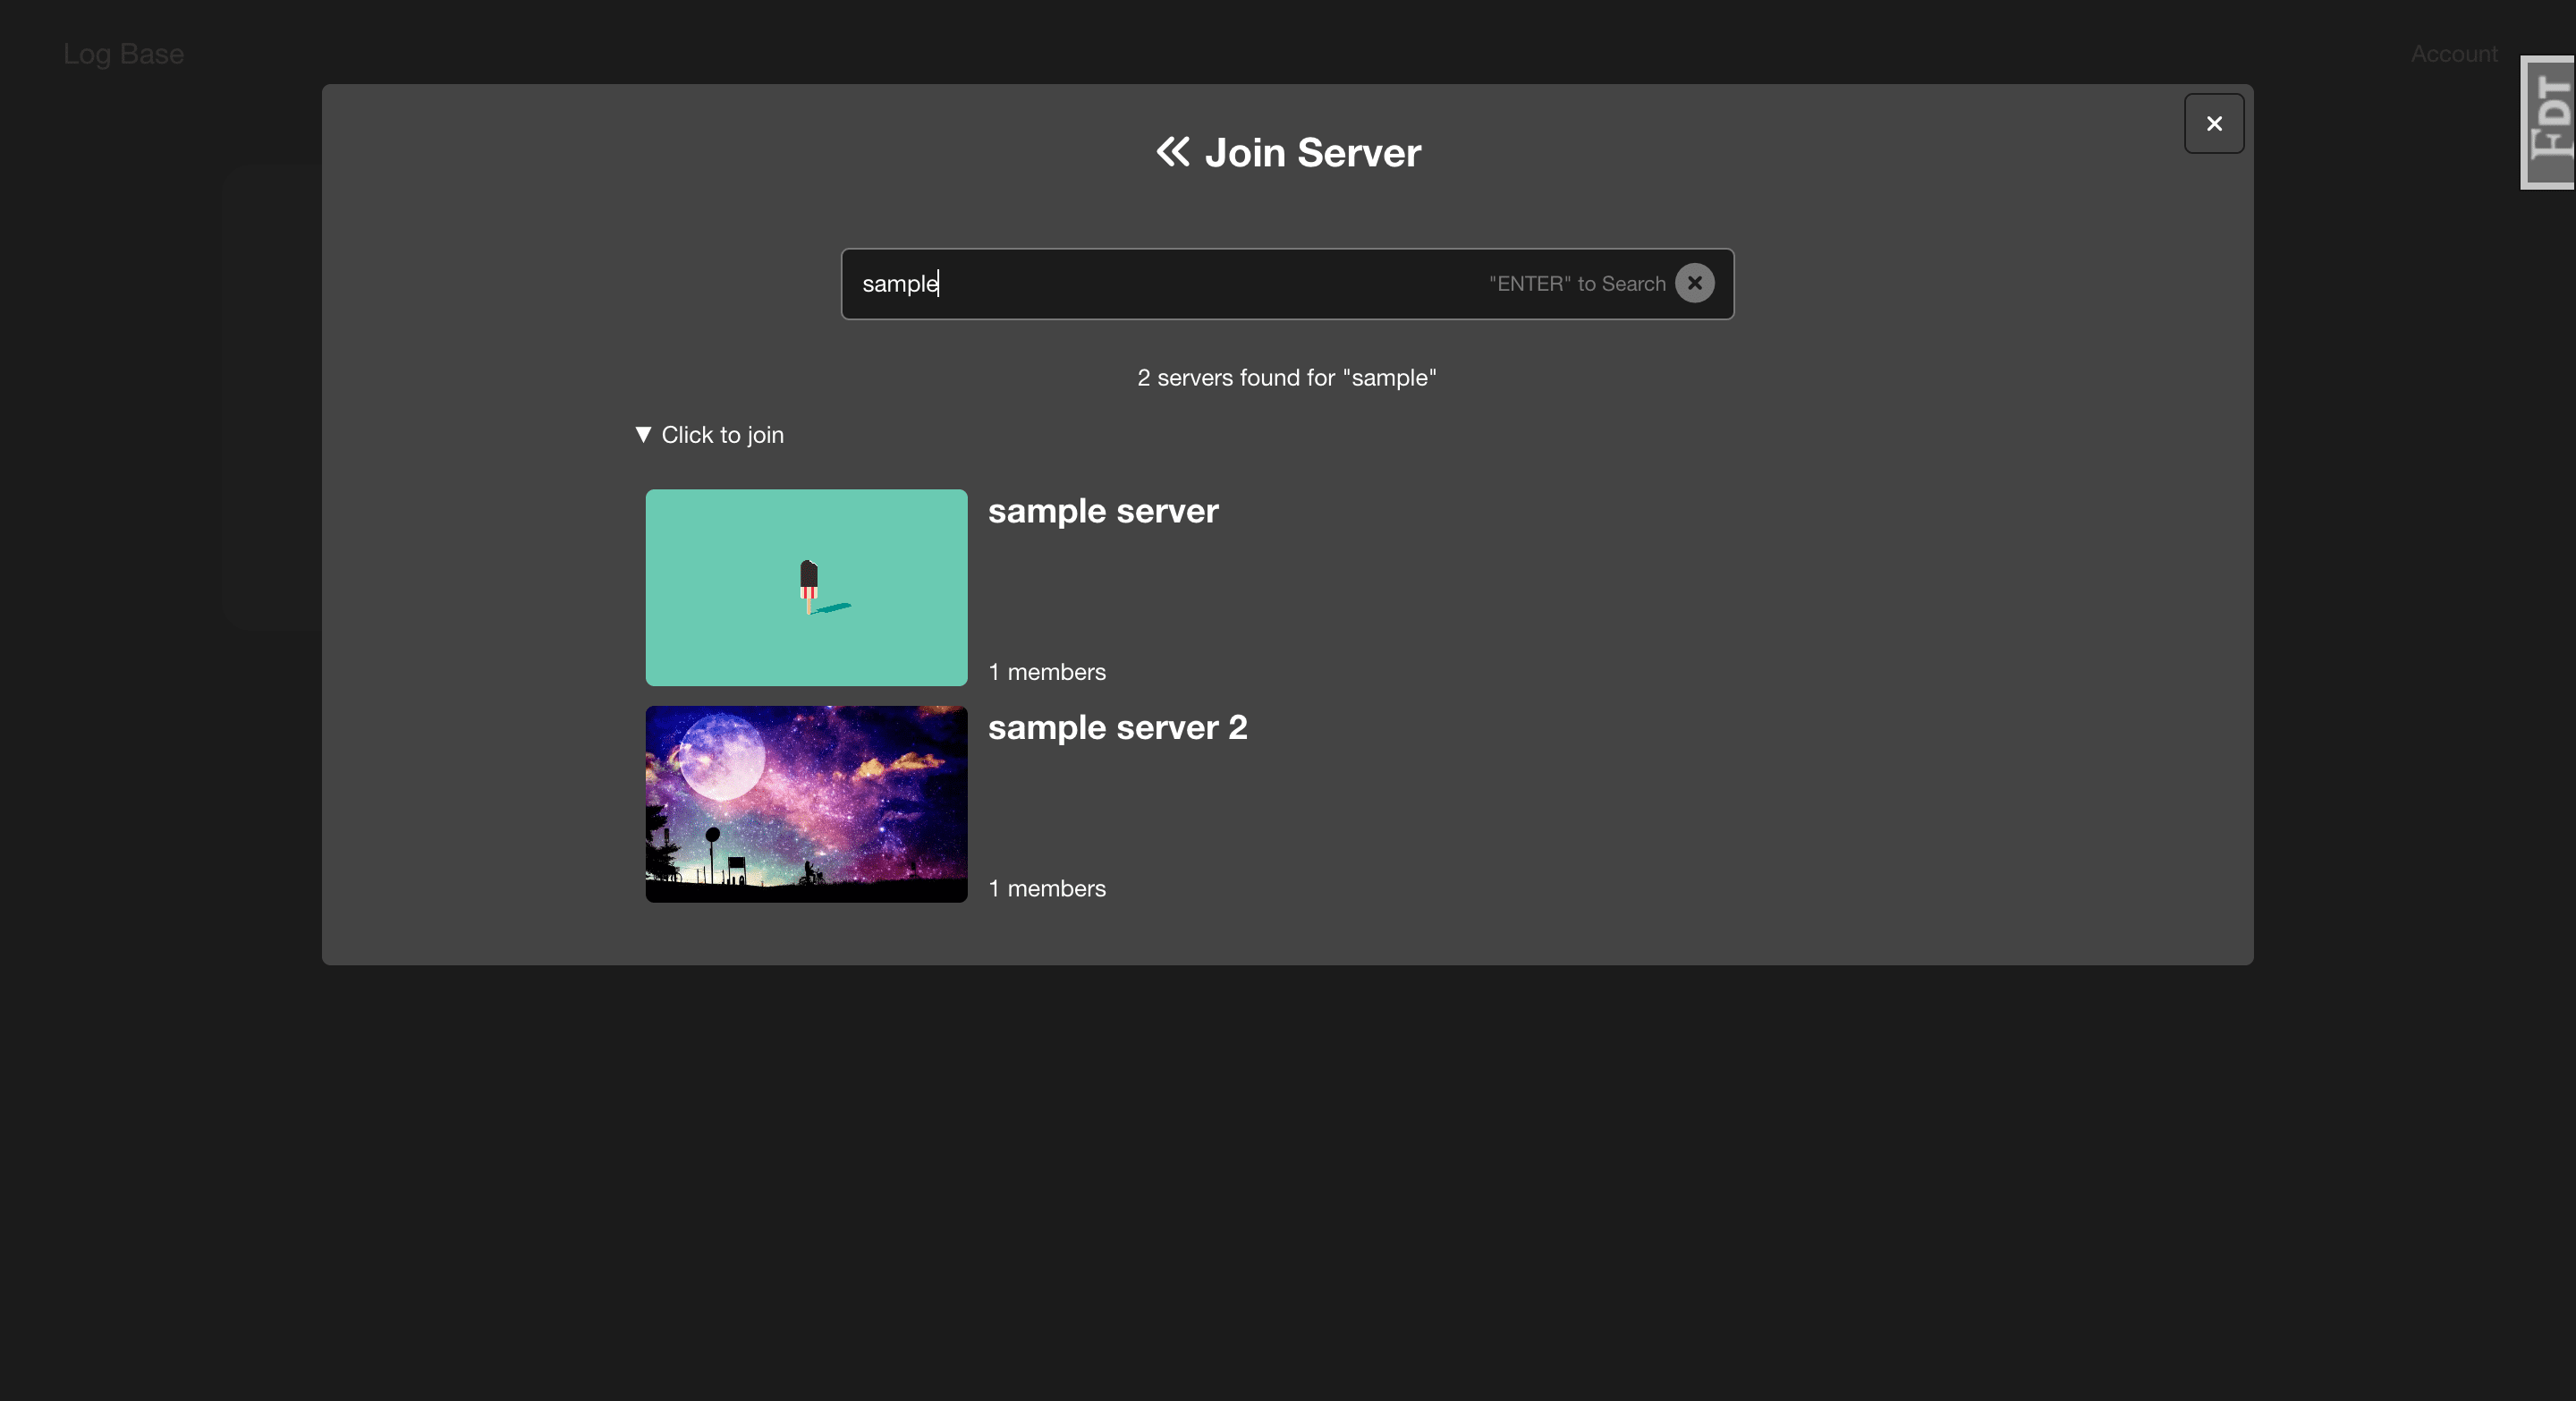 Log Base
Account
FDT
Join Server
sample
"ENTER" to Search
2 servers found for "sample"
▼ Click to join
sample server
1 members
sample server 2
1 members